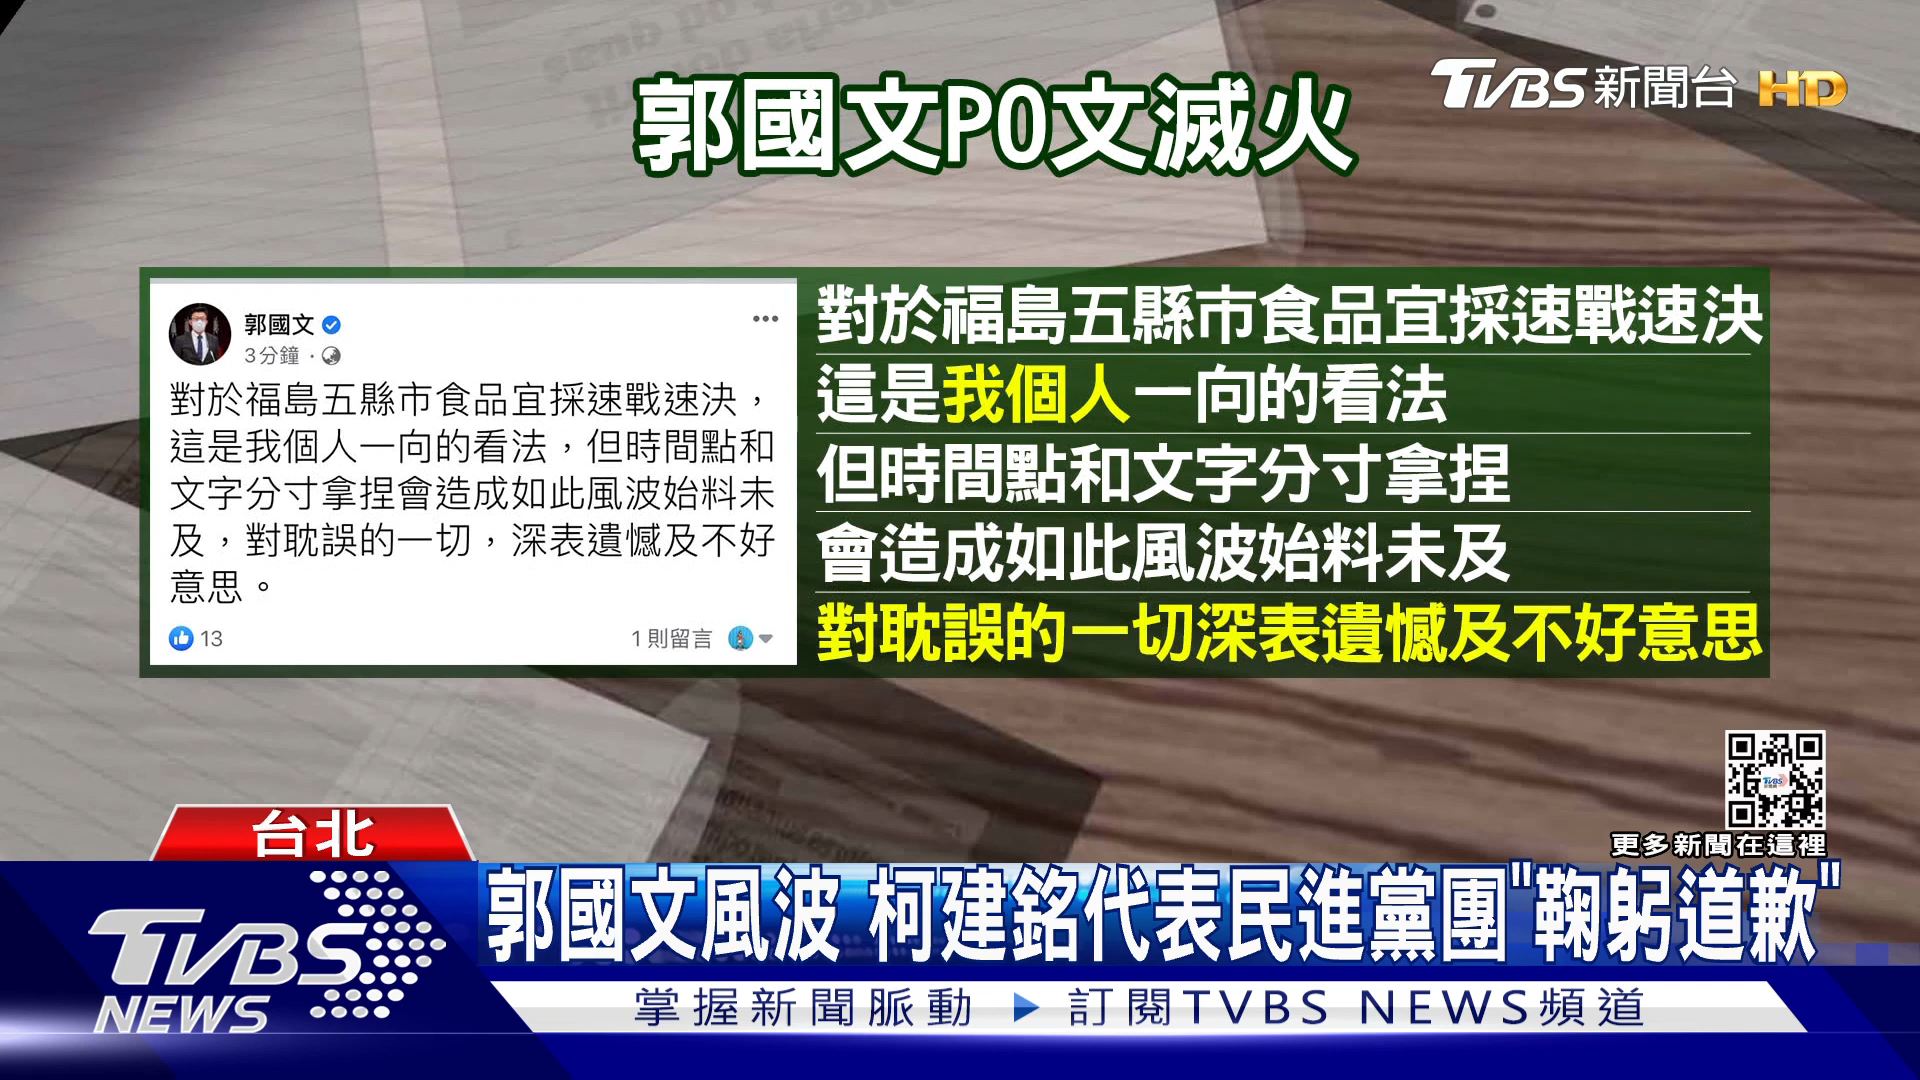 郭國文PO文滅火
TVBS新聞台 HD
郭國文
3分鐘 ·
對於福島五縣市食品宜採速戰速決，
這是我個人一向的看法，但時間點和
文字分寸拿捏會造成如此風波始料未
及，對耽誤的一切，深表遺憾及不好
意思。
13
1則留言
對於福島五縣市食品宜採速戰速決
這是我個人一向的看法
但時間點和文字分寸拿捏
會造成如此風波始料未及
對耽誤的一切深表遺憾及不好意思
更多新聞在這裡
台北
郭國文風波 柯建銘代表民進黨團"鞠躬道歉"
TVBS
NEWS
掌握新聞脈動 ▶ 訂閱TVBS NEWS頻道